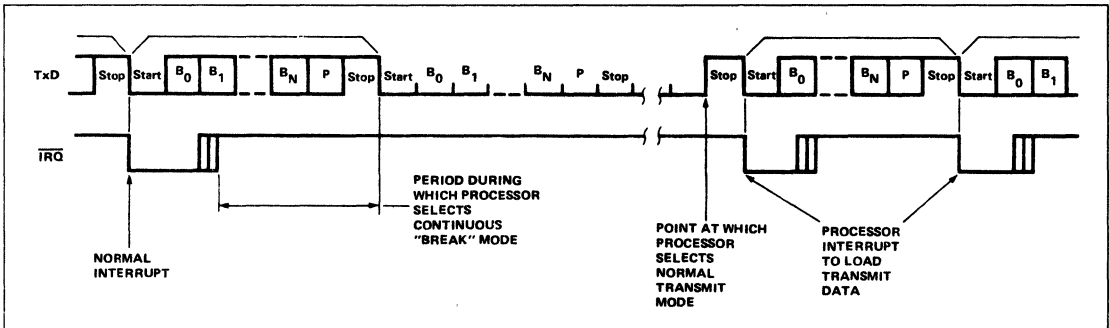 TxD Stop Start B0 B1 BN P Stop Start B0 B1 BN P Stop Stop Start B0 BN P Stop Start B0 B1
IRQ
NORMAL
INTERRUPT
PERIOD DURING
WHICH PROCESSOR
SELECTS
CONTINUOUS
"BREAK" MODE
POINT AT WHICH
PROCESSOR
SELECTS
NORMAL
TRANSMIT
MODE
PROCESSOR
INTERRUPT
TO LOAD
TRANSMIT
DATA